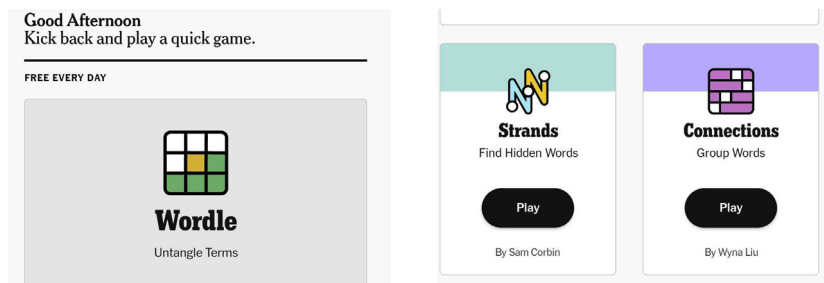 Good Afternoon
Kick back and play a quick game.
FREE EVERY DAY
Wordle
Untangle Terms
Strands
Find Hidden Words
Play
By Sam Corbin
Connections
Group Words
Play
By Wyna Liu